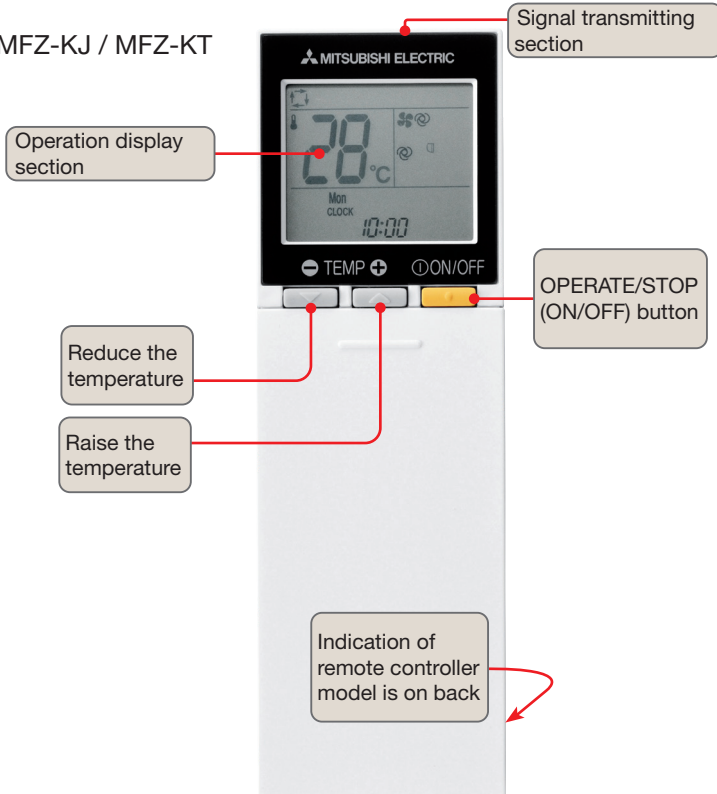 MFZ-KJ / MFZ-KT
Signal transmitting
section
MITSUBISHI ELECTRIC
Operation display
section
28 °C
Mon
CLOCK
10:00
TEMP
ON/OFF
OPERATE/STOP
(ON/OFF) button
Reduce the
temperature
Raise the
temperature
Indication of
remote controller
model is on back